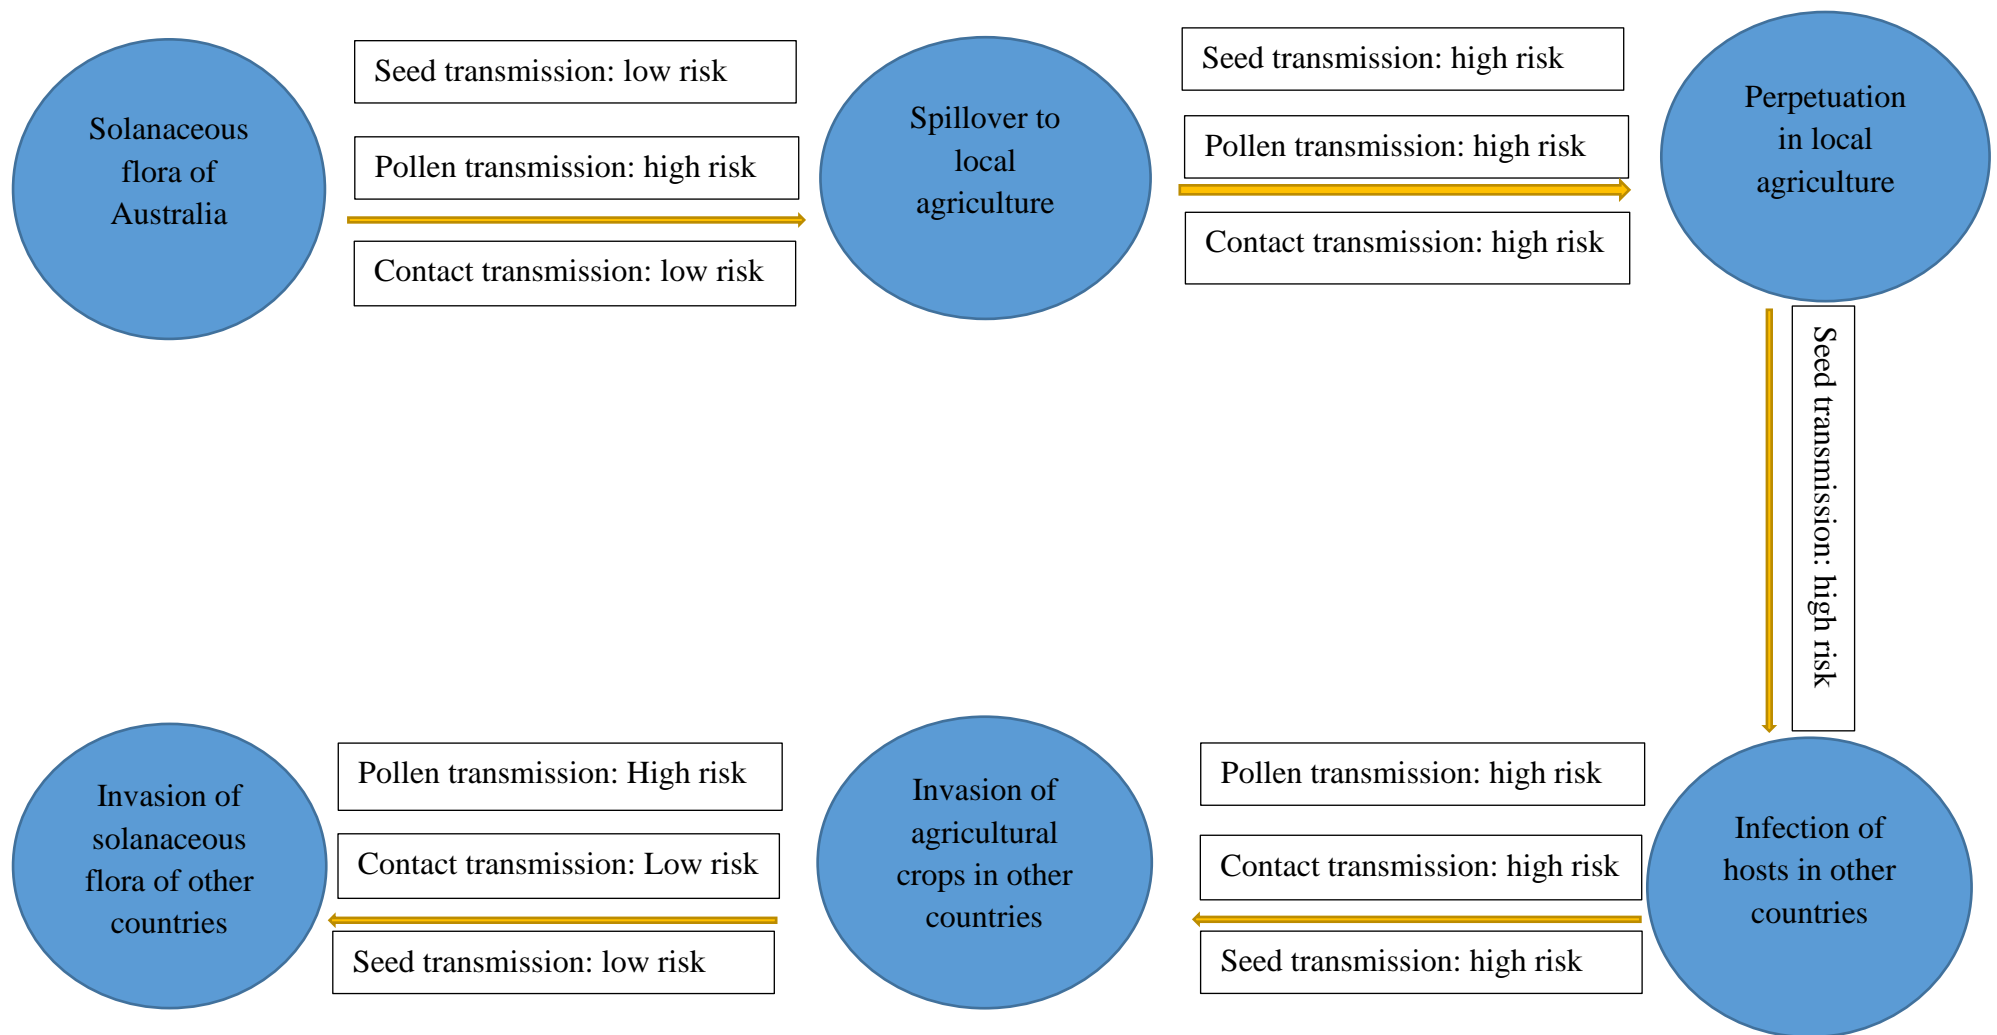 Solanaceous
flora of
Australia
Seed transmission: low risk
Pollen transmission: high risk
Contact transmission: low risk
Spillover to
local
agriculture
Seed transmission: high risk
Pollen transmission: high risk
Contact transmission: high risk
Perpetuation
in local
agriculture
Seed transmission: high risk
Infection of
hosts in other
countries
Pollen transmission: high risk
Contact transmission: high risk
Seed transmission: high risk
Invasion of
agricultural
crops in other
countries
Pollen transmission: High risk
Contact transmission: Low risk
Seed transmission: low risk
Invasion of
solanaceous
flora of other
countries